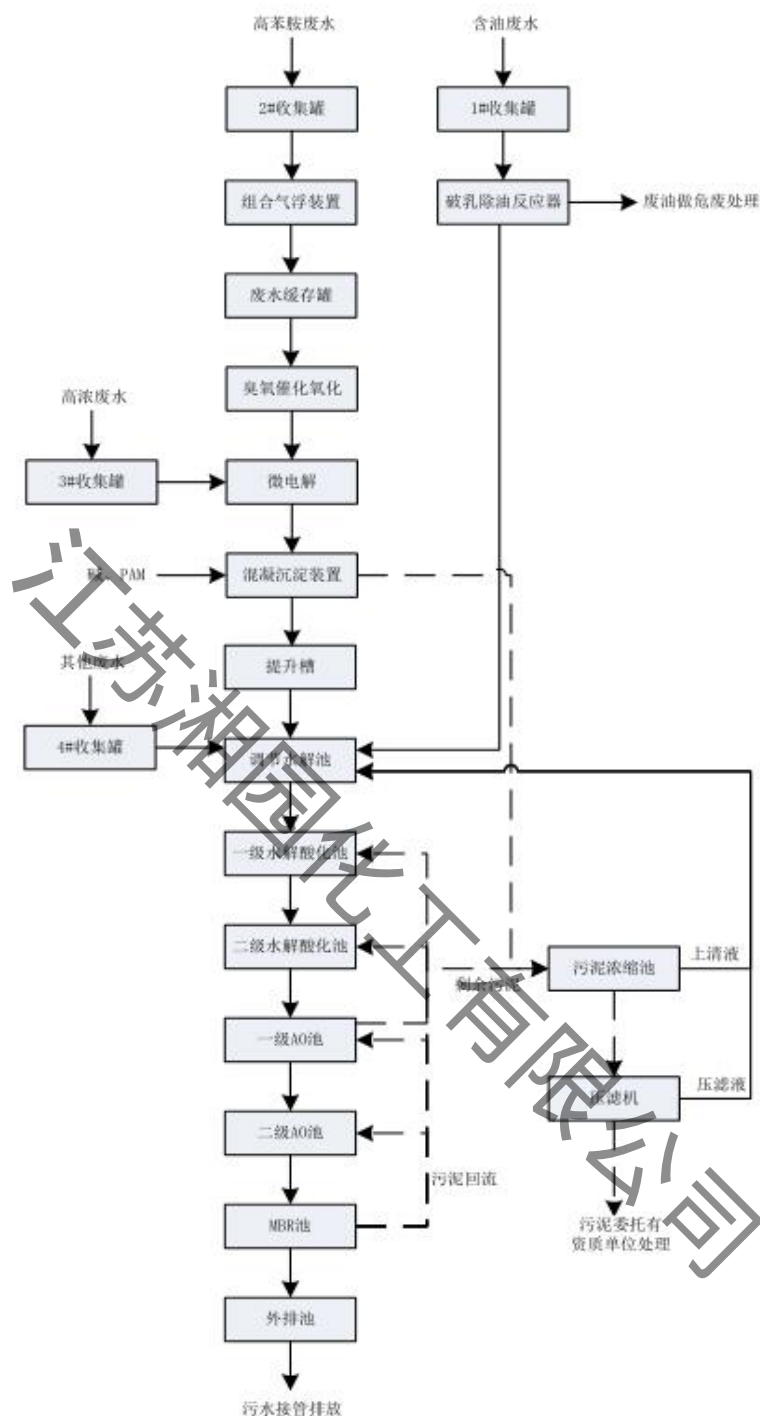 高苯胺废水
含油废水
2#收集罐
1#收集罐
组合气浮装置
破乳除油反应器
废油做危废处理
废水缓存罐
臭氧催化氧化
高浓废水
3#收集罐
微电解
碱、PAM
混凝沉淀装置
其他废水
提升槽
4#收集罐
调节水解池
一级水解酸化池
二级水解酸化池
剩余污泥
污泥浓缩池
上清液
一级AO池
压滤机
压滤液
二级AO池
污泥回流
MBR池
污泥委托有
资质单位处理
外排池
污水接管排放
江苏湘园化工有限公司